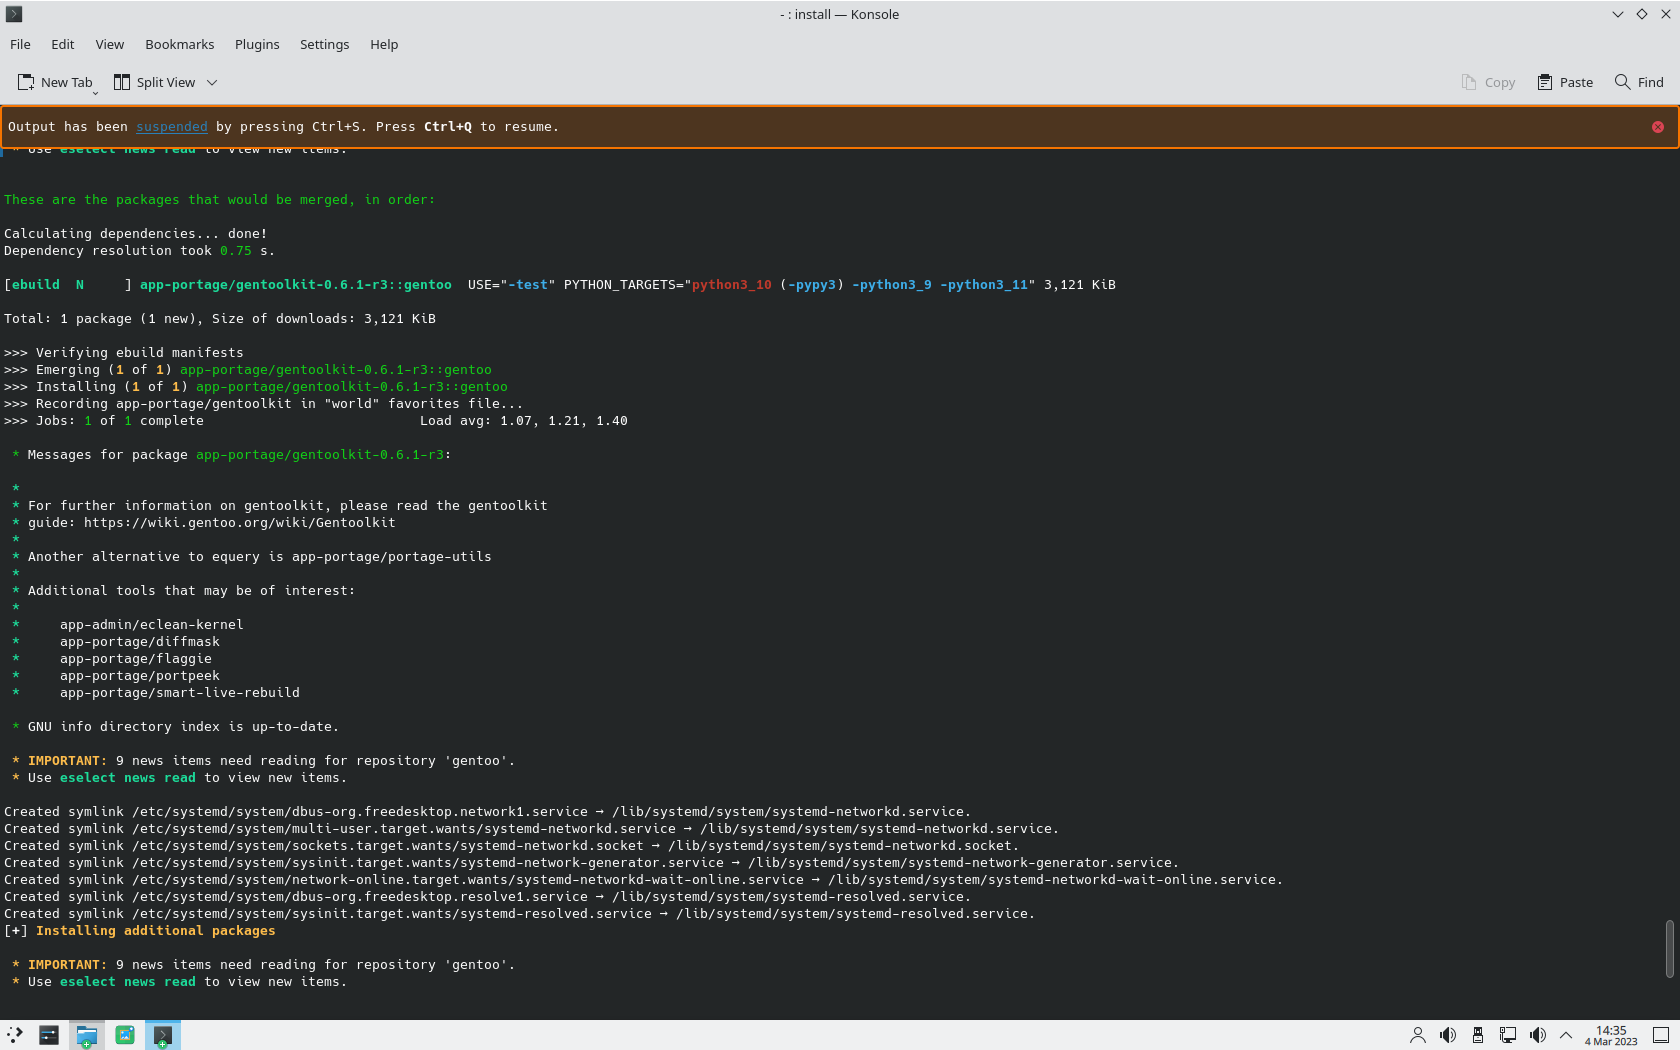 - : install — Konsole
File Edit View Bookmarks Plugins Settings Help
New Tab Split View Copy Paste Find
Output has been suspended by pressing Ctrl+S. Press Ctrl+Q to resume.
* Use eselect news read to view new items.
These are the packages that would be merged, in order:
Calculating dependencies... done!
Dependency resolution took 0.75 s.
[ebuild  N     ] app-portage/gentoolkit-0.6.1-r3::gentoo  USE="-test" PYTHON_TARGETS="python3_10 (-pypy3) -python3_9 -python3_11" 3,121 KiB
Total: 1 package (1 new), Size of downloads: 3,121 KiB
>>> Verifying ebuild manifests
>>> Emerging (1 of 1) app-portage/gentoolkit-0.6.1-r3::gentoo
>>> Installing (1 of 1) app-portage/gentoolkit-0.6.1-r3::gentoo
>>> Recording app-portage/gentoolkit in "world" favorites file...
>>> Jobs: 1 of 1 complete                           Load avg: 1.07, 1.21, 1.40
* Messages for package app-portage/gentoolkit-0.6.1-r3:
*
* For further information on gentoolkit, please read the gentoolkit
* guide: https://wiki.gentoo.org/wiki/Gentoolkit
*
* Another alternative to equery is app-portage/portage-utils
*
* Additional tools that may be of interest:
*
*     app-admin/eclean-kernel
*     app-portage/diffmask
*     app-portage/flaggie
*     app-portage/portpeek
*     app-portage/smart-live-rebuild
* GNU info directory index is up-to-date.
* IMPORTANT: 9 news items need reading for repository 'gentoo'.
* Use eselect news read to view new items.
Created symlink /etc/systemd/system/dbus-org.freedesktop.network1.service → /lib/systemd/system/systemd-networkd.service.
Created symlink /etc/systemd/system/multi-user.target.wants/systemd-networkd.service → /lib/systemd/system/systemd-networkd.service.
Created symlink /etc/systemd/system/sockets.target.wants/systemd-networkd.socket → /lib/systemd/system/systemd-networkd.socket.
Created symlink /etc/systemd/system/sysinit.target.wants/systemd-network-generator.service → /lib/systemd/system/systemd-network-generator.service.
Created symlink /etc/systemd/system/network-online.target.wants/systemd-networkd-wait-online.service → /lib/systemd/system/systemd-networkd-wait-online.service.
Created symlink /etc/systemd/system/dbus-org.freedesktop.resolve1.service → /lib/systemd/system/systemd-resolved.service.
Created symlink /etc/systemd/system/sysinit.target.wants/systemd-resolved.service → /lib/systemd/system/systemd-resolved.service.
[+] Installing additional packages
* IMPORTANT: 9 news items need reading for repository 'gentoo'.
* Use eselect news read to view new items.
14:35
4 Mar 2023